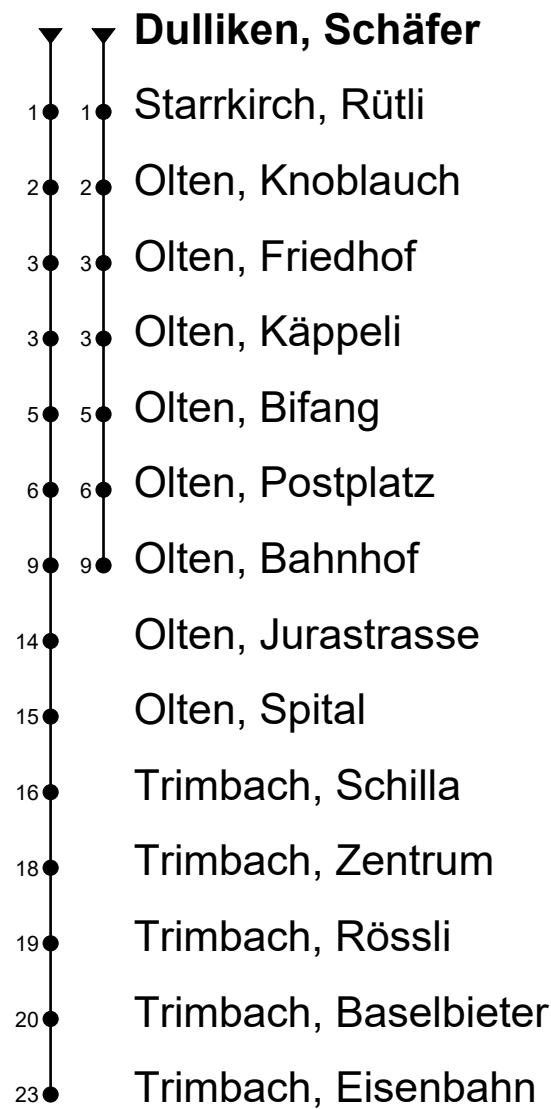 Dulliken, Schäfer
1 1 Starrkirch, Rütli
2 2 Olten, Knoblauch
3 3 Olten, Friedhof
3 3 Olten, Käppeli
5 5 Olten, Bifang
6 6 Olten, Postplatz
9 9 Olten, Bahnhof
14 Olten, Jurastrasse
15 Olten, Spital
16 Trimbach, Schilla
18 Trimbach, Zentrum
19 Trimbach, Rössli
20 Trimbach, Baselbieter
23 Trimbach, Eisenbahn